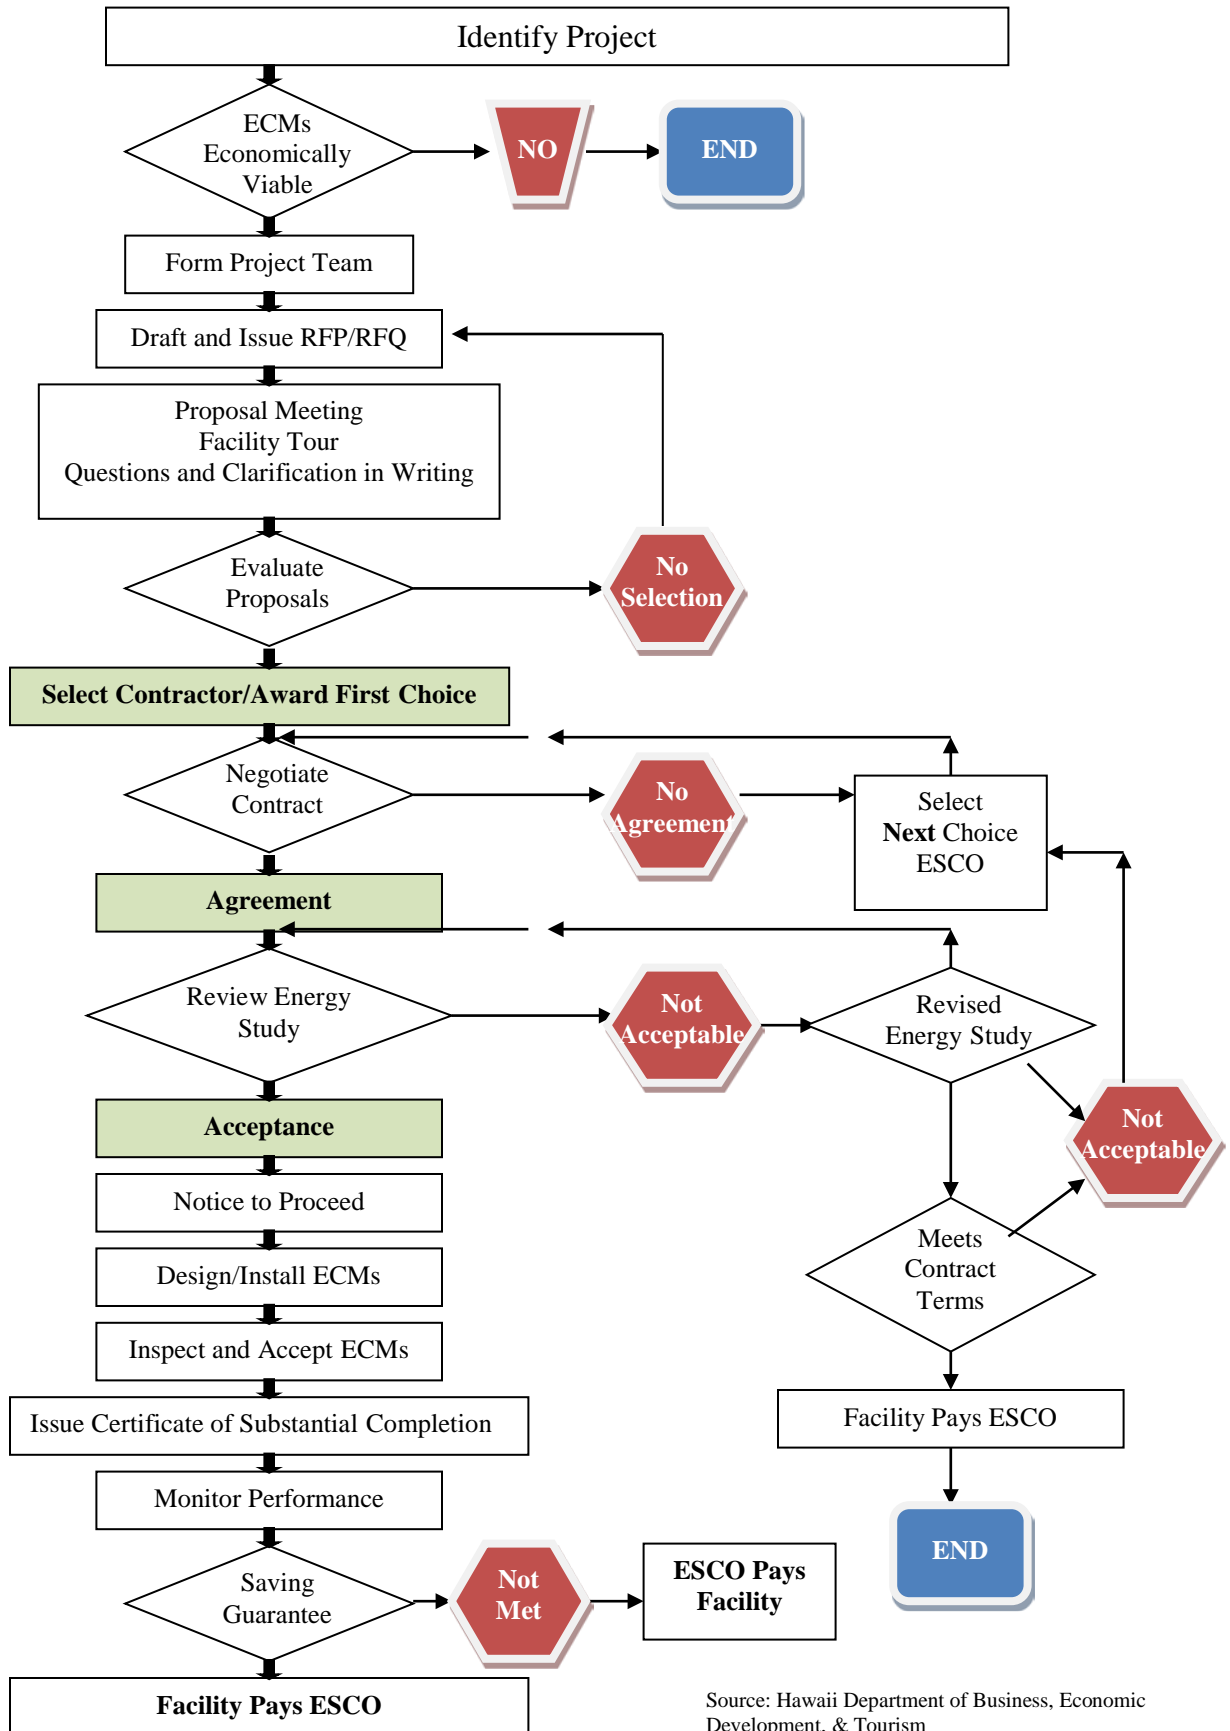 Identify Project
ECMs
Economically
Viable
NO
END
Form Project Team
Draft and Issue RFP/RFQ
Proposal Meeting
Facility Tour
Questions and Clarification in Writing
Evaluate
Proposals
No
Selection
Select Contractor/Award First Choice
Negotiate
Contract
No
Agreement
Select
Next Choice
ESCO
Agreement
Review Energy
Study
Not
Acceptable
Revised
Energy Study
Not
Acceptable
Acceptance
Notice to Proceed
Meets
Contract
Terms
Design/Install ECMs
Inspect and Accept ECMs
Issue Certificate of Substantial Completion
Facility Pays ESCO
Monitor Performance
END
Saving
Guarantee
Not
Met
ESCO Pays
Facility
Facility Pays ESCO
Source: Hawaii Department of Business, Economic
Development, & Tourism